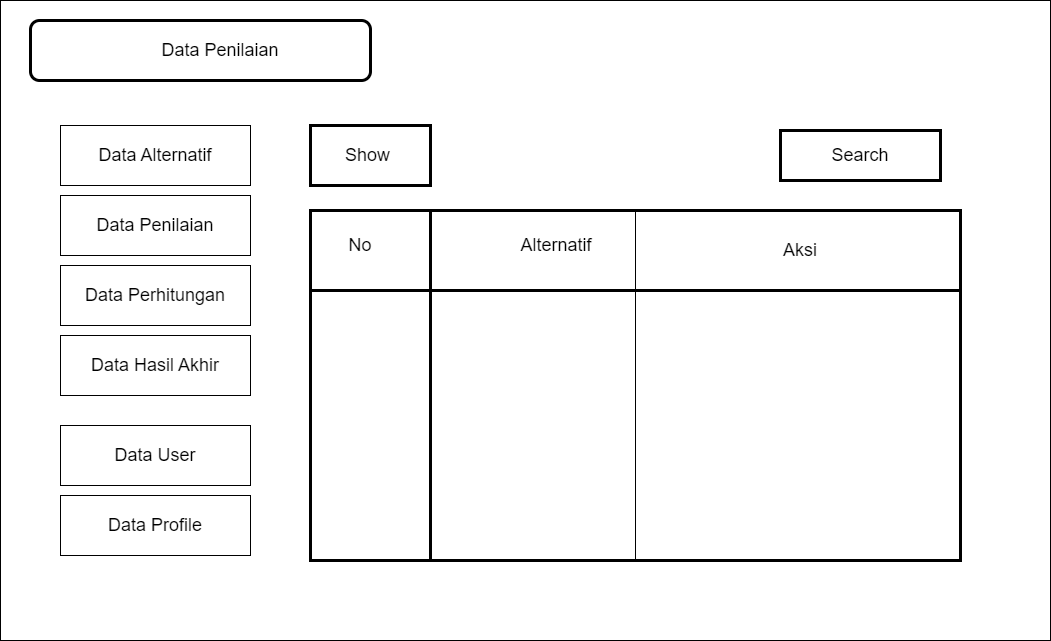 Data Penilaian
Data Alternatif
Data Penilaian
Data Perhitungan
Data Hasil Akhir
Data User
Data Profile
Show
Search
No
Alternatif
Aksi